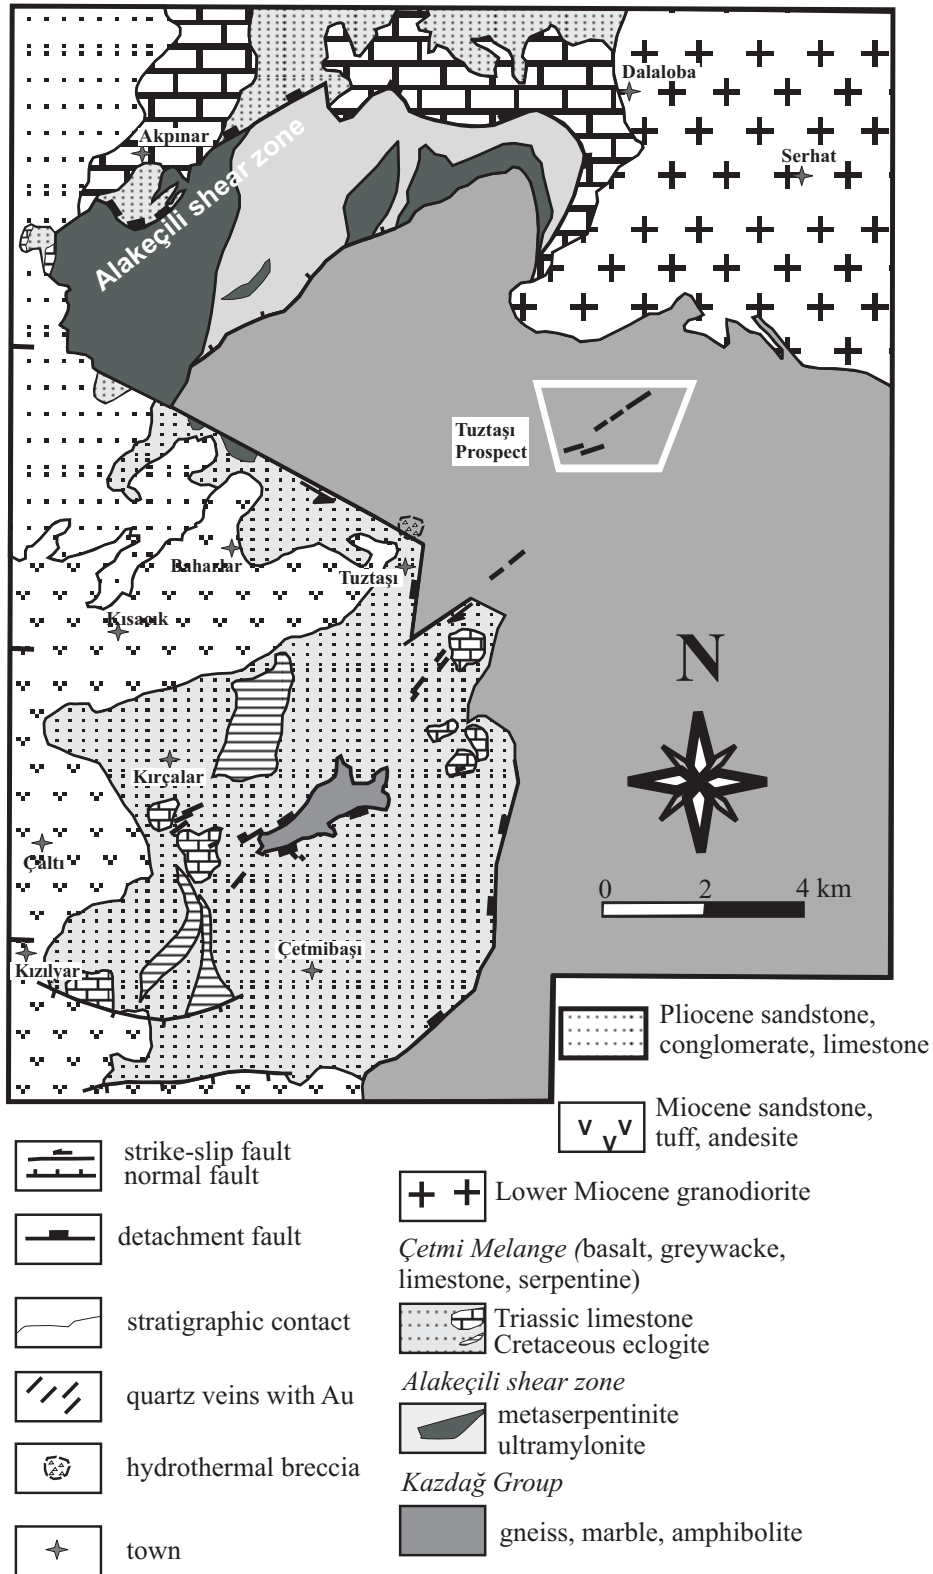 Dalaloba
Akpınar
Serhat
Alakeçili shear zone
Tuztaşı
Prospect
Baharlar
Tuztaşı
Kısacık
N
Kırçalar
Çaltı
0 2 4 km
Çetmibaşı
Kızılyar
Pliocene sandstone,
conglomerate, limestone
v v v
Miocene sandstone,
tuff, andesite
strike-slip fault
normal fault
Lower Miocene granodiorite
detachment fault
Çetmi Melange (basalt, greywacke,
limestone, serpentine)
stratigraphic contact
Triassic limestone
Cretaceous eclogite
quartz veins with Au
Alakeçili shear zone
metaserpentinite
ultramylonite
hydrothermal breccia
Kazdağ Group
gneiss, marble, amphibolite
town